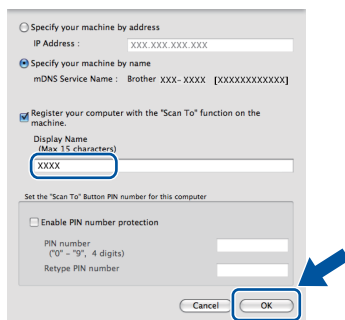 Specify your machine by address
IP Address : XXX.XXX.XXX.XXX
Specify your machine by name
mDNS Service Name : Brother XXX- XXXX [XXXXXXXXXXXX]
Register your computer with the "Scan To" function on the
machine.
Display Name
(Max 15 characters)
XXXX
Set the "Scan To" Button PIN number for this computer
Enable PIN number protection
PIN number
("0" – "9", 4 digits)
Retype PIN number
Cancel OK